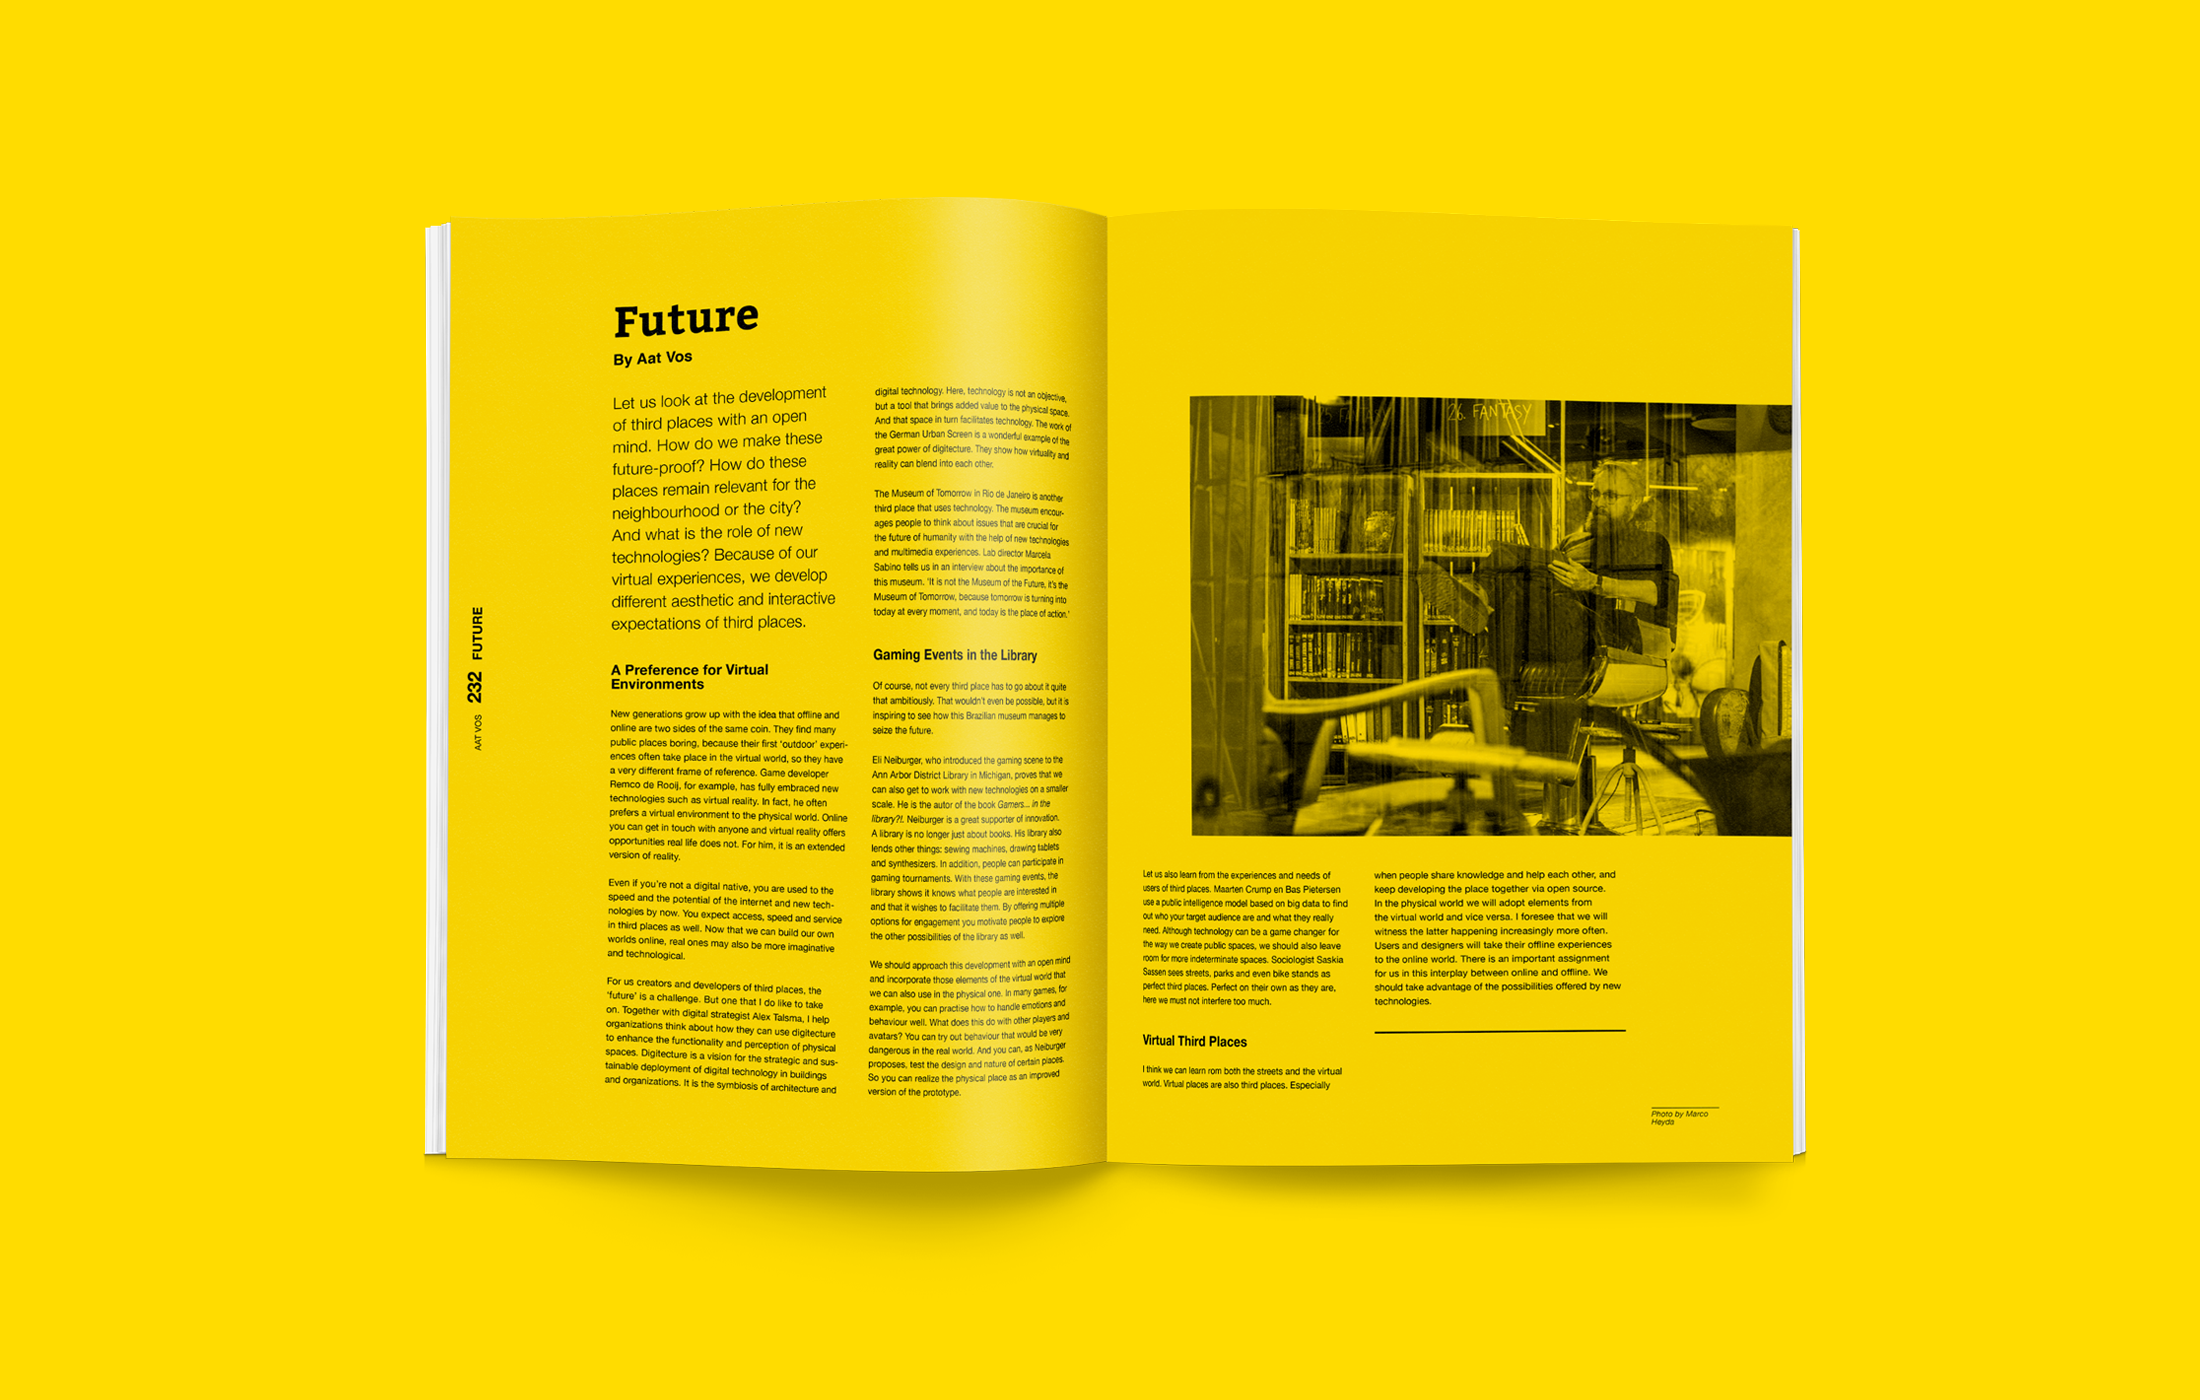 AAT VOS 232 FUTURE
Future
By Aat Vos
Let us look at the development
of third places with an open
mind. How do we make these
future-proof? How do these
places remain relevant for the
neighbourhood or the city?
And what is the role of new
technologies? Because of our
virtual experiences, we develop
different aesthetic and interactive
expectations of third places.
A Preference for Virtual
Environments
New generations grow up with the idea that offline and
online are two sides of the same coin. They find many
public places boring, because their first 'outdoor' experi-
ences often take place in the virtual world, so they have
a very different frame of reference. Game developer
Remco de Rooij, for example, has fully embraced new
technologies such as virtual reality. In fact, he often
prefers a virtual environment to the physical world. Online
you can get in touch with anyone and virtual reality offers
opportunities real life does not. For him, it is an extended
version of reality.
Even if you're not a digital native, you are used to the
speed and the potential of the internet and new tech-
nologies by now. You expect access, speed and service
in third places as well. Now that we can build our own
worlds online, real ones may also be more imaginative
and technological.
For us creators and developers of third places, the
'future' is a challenge. But one that I do like to take
on. Together with digital strategist Alex Talsma, I help
organizations think about how they can use digitecture
to enhance the functionality and perception of physical
spaces. Digitecture is a vision for the strategic and sus-
tainable deployment of digital technology in buildings
and organizations. It is the symbiosis of architecture and
digital technology. Here, technology is not an objective,
but a tool that brings added value to the physical space.
And that space in turn facilitates technology. The work of
the German Urban Screen is a wonderful example of the
great power of digitecture. They show how virtuality and
reality can blend into each other.
The Museum of Tomorrow in Rio de Janeiro is another
third place that uses technology. The museum encour-
ages people to think about issues that are crucial for
the future of humanity with the help of new technologies
and multimedia experiences. Lab director Marcela
Sabino tells us in an interview about the importance of
this museum. 'It is not the Museum of the Future, it's the
Museum of Tomorrow, because tomorrow is turning into
today at every moment, and today is the place of action.'
Gaming Events in the Library
Of course, not every third place has to go about it quite
that ambitiously. That wouldn't even be possible, but it is
inspiring to see how this Brazilian museum manages to
seize the future.
Eli Neiburger, who introduced the gaming scene to the
Ann Arbor District Library in Michigan, proves that we
can also get to work with new technologies on a smaller
scale. He is the autor of the book Gamers... in the
library?!. Neiburger is a great supporter of innovation.
A library is no longer just about books. His library also
lends other things: sewing machines, drawing tablets
and synthesizers. In addition, people can participate in
gaming tournaments. With these gaming events, the
library shows it knows what people are interested in
and that it wishes to facilitate them. By offering multiple
options for engagement you motivate people to explore
the other possibilities of the library as well.
We should approach this development with an open mind
and incorporate those elements of the virtual world that
we can also use in the physical one. In many games, for
example, you can practise how to handle emotions and
behaviour well. What does this do with other players and
avatars? You can try out behaviour that would be very
dangerous in the real world. And you can, as Neiburger
proposes, test the design and nature of certain places.
So you can realize the physical place as an improved
version of the prototype.
26. FANTASY
Let us also learn from the experiences and needs of
users of third places. Maarten Crump en Bas Pietersen
use a public intelligence model based on big data to find
out who your target audience are and what they really
need. Although technology can be a game changer for
the way we create public spaces, we should also leave
room for more indeterminate spaces. Sociologist Saskia
Sassen sees streets, parks and even bike stands as
perfect third places. Perfect on their own as they are,
here we must not interfere too much.
Virtual Third Places
I think we can learn rom both the streets and the virtual
world. Virtual places are also third places. Especially
when people share knowledge and help each other, and
keep developing the place together via open source.
In the physical world we will adopt elements from
the virtual world and vice versa. I foresee that we will
witness the latter happening increasingly more often.
Users and designers will take their offline experiences
to the online world. There is an important assignment
for us in this interplay between online and offline. We
should take advantage of the possibilities offered by new
technologies.
Photo by Marco
Heyda